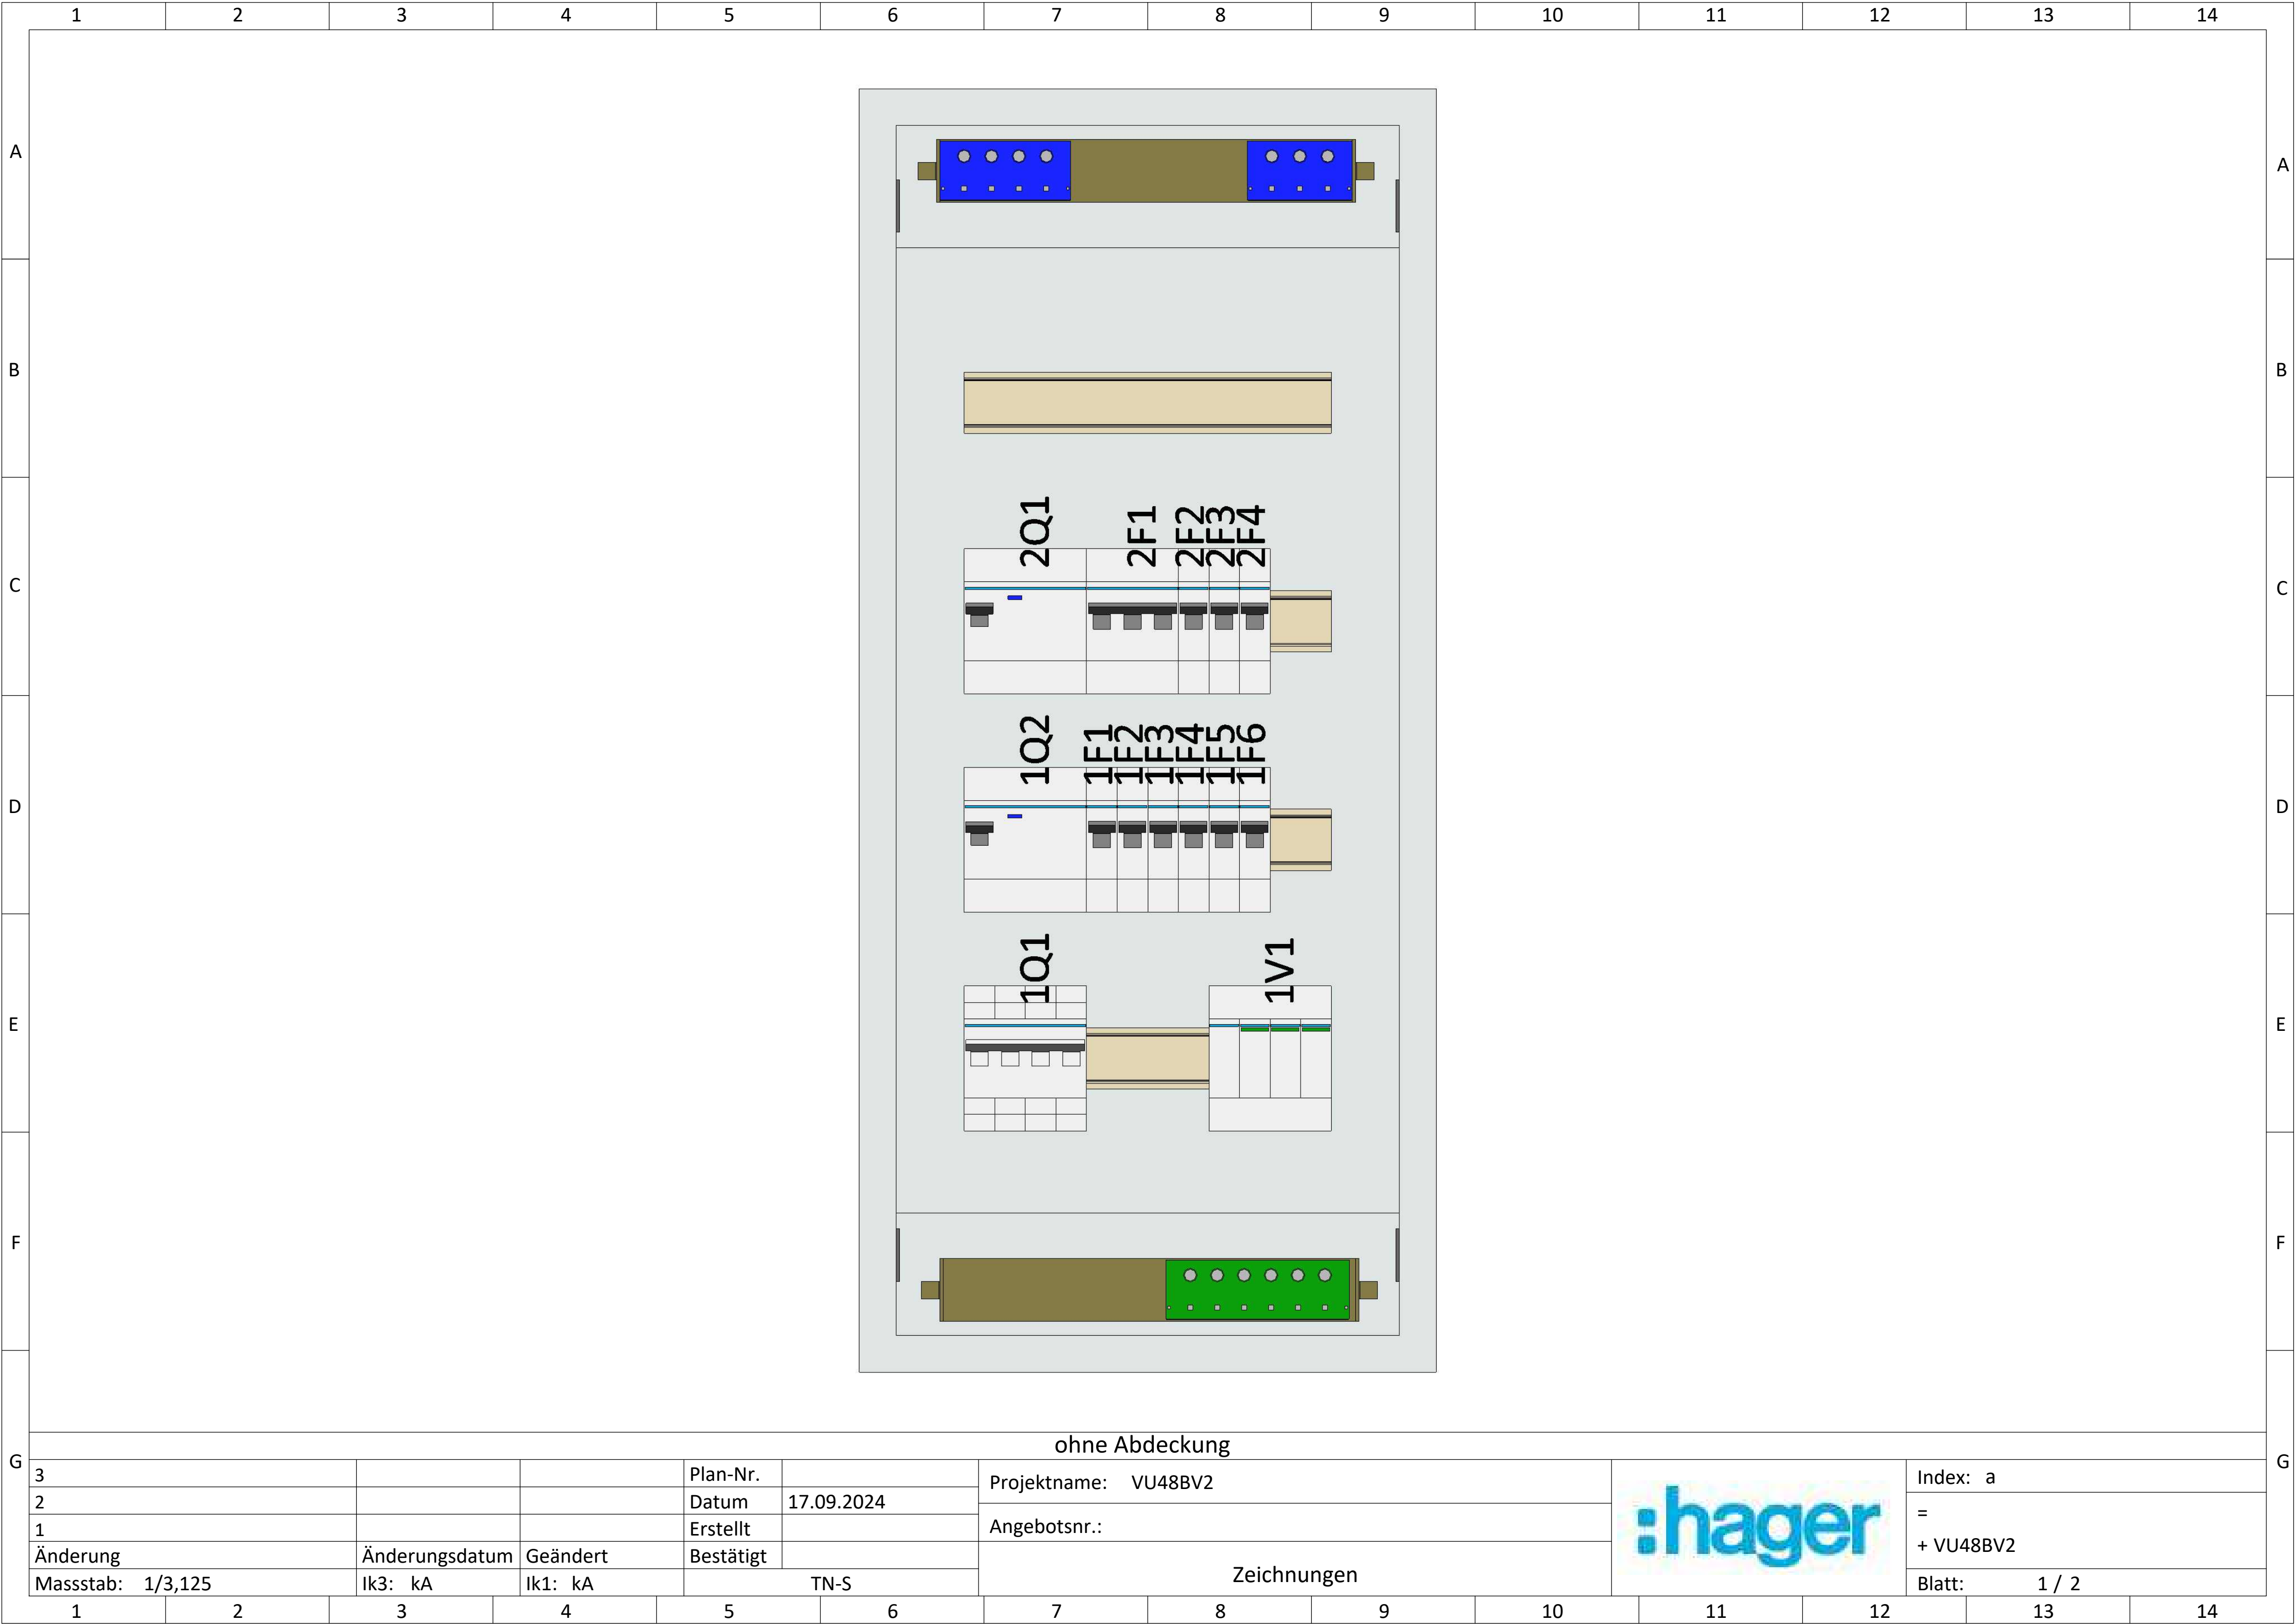 1 2 3 4 5 6 7 8 9 10 11 12 13 14
A A
B B
2Q1 2F1 2F2 2F3 2F4
C C
1Q2 1F1 1F2 1F3 1F4 1F5 1F6
D D
1Q1 1V1
E E
F F
ohne Abdeckung
G G
3 Plan-Nr.
2 Datum 17.09.2024
1 Erstellt
Änderung Änderungsdatum Geändert Bestätigt
Massstab: 1/3,125 Ik3: kA Ik1: kA TN-S
Projektname: VU48BV2
Angebotsnr.:
Zeichnungen
:hager
Index: a
=
+ VU48BV2
Blatt: 1 / 2
1 2 3 4 5 6 7 8 9 10 11 12 13 14